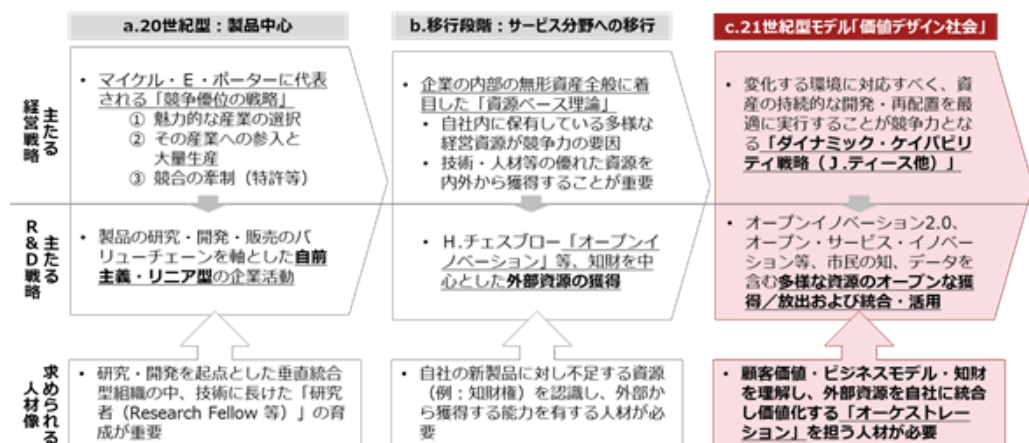 a.20世紀型：製品中心
b.移行段階：サービス分野への移行
c.21世紀型モデル「価値デザイン社会」
主たる
経営戦略
• マイケル・E・ポーターに代表
される「競争優位の戦略」
① 魅力的な産業の選択
② その産業への参入と
大量生産
③ 競合の牽制（特許等）
• 企業の内部の無形資産全般に着
目した「資源ベース理論」
• 自社内に保有している多様な
経営資源が競争力の要因
• 技術・人材等の優れた資源を
内外から獲得することが重要
• 変化する環境に対応すべく、資
産の持続的な開発・再配置を最
適に実行することが競争力とな
る「ダイナミック・ケイパビリ
ティ戦略（J.ティース他）」
主たる
R&D戦略
• 製品の研究・開発・販売のバ
リューチェーンを軸とした自前
主義・リニア型の企業活動
• H.チェスブロー「オープンイ
ノベーション」等、知財を中
心とした外部資源の獲得
• オープンイノベーション2.0、
オープン・サービス・イノベー
ション等、市民の知、データを
含む多様な資源のオープンな獲
得／放出および統合・活用
求められる
人材像
• 研究・開発を起点とした垂直統合
型組織の中、技術に長けた「研究
者（Research Fellow 等）」の育
成が重要
• 自社の新製品に対し不足する資源
（例：知財権）を認識し、外部か
ら獲得する能力を有する人材が必
要
• 顧客価値・ビジネスモデル・知財
を理解し、外部資源を自社に統合
し価値化する「オーケストレー
ション」を担う人材が必要